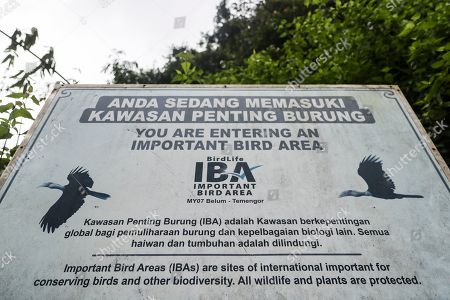 ANDA SEDANG MEMASUKI
KAWASAN PENTING BURUNG
YOU ARE ENTERING AN
IMPORTANT BIRD AREA
BirdLife
IBA
IMPORTANT
BIRD AREA
MY07 Belum - Temengor
Kawasan Penting Burung (IBA) adalah Kawasan berkepentingan
global bagi pemuliharaan burung dan kepelbagaian biologi lain. Semua
haiwan dan tumbuhan adalah dilindungi.
Important Bird Areas (IBAs) are sites of international important for
conserving birds and other biodiversity. All wildlife and plants are protected.
shutterstock